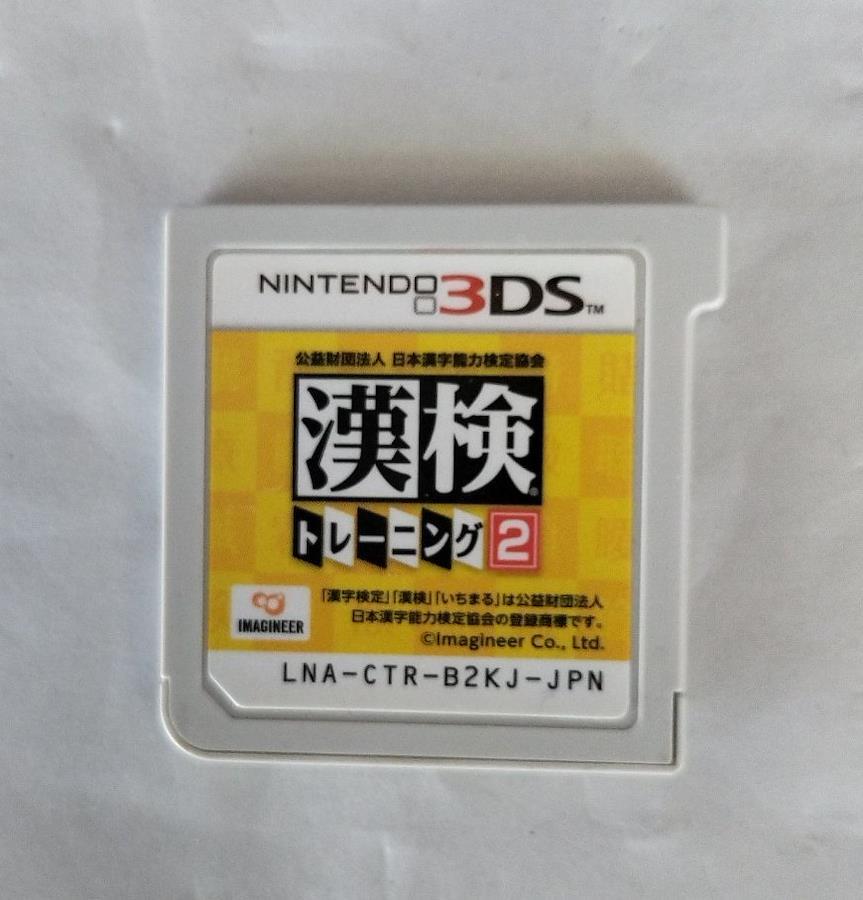 NINTENDO 3DS™
公益財団法人 日本漢字能力検定協会
漢検®
トレーニング2
「漢字検定」「漢検」「いちまる」は公益財団法人
日本漢字能力検定協会の登録商標です。
IMAGINEER
©Imagineer Co., Ltd.
LNA-CTR-B2KJ-JPN